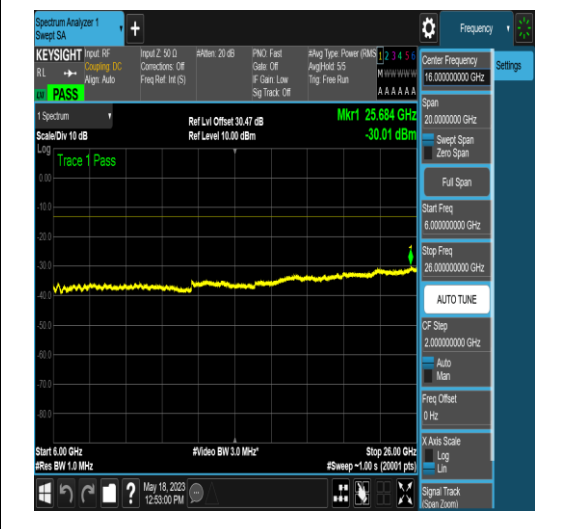 Spectrum Analyzer 1
Swept SA
+
Frequency
KEYSIGHT
RL
Input: RF
Coupling: DC
Align: Auto
Input Z: 50 Ω
Corrections: Off
Freq Ref: Int (S)
#Atten: 20 dB
PNO: Fast
Gate: Off
IF Gain: Low
Sig Track: Off
#Avg Type: Power (RMS
AvgHold: 5/5
Trig: Free Run
1 2 3 4 5 6
M W W W W W
A A A A A A
PASS
1 Spectrum
Scale/Div 10 dB
Ref Lvl Offset 30.47 dB
Ref Level 10.00 dBm
Mkr1 25.684 GHz
-30.01 dBm
Log
Trace 1 Pass
0.00
-10.0
-20.0
-30.0
-40.0
-50.0
-60.0
-70.0
-80.0
1
Start 6.00 GHz
#Res BW 1.0 MHz
#Video BW 3.0 MHz*
Stop 26.00 GHz
#Sweep ~1.00 s (20001 pts)
?
May 18, 2023
12:53:00 PM
Center Frequency
16.000000000 GHz
Settings
Span
20.0000000 GHz
Swept Span
Zero Span
Full Span
Start Freq
6.000000000 GHz
Stop Freq
26.000000000 GHz
AUTO TUNE
CF Step
2.000000000 GHz
Auto
Man
Freq Offset
0 Hz
X Axis Scale
Log
Lin
Signal Track
(Span Zoom)